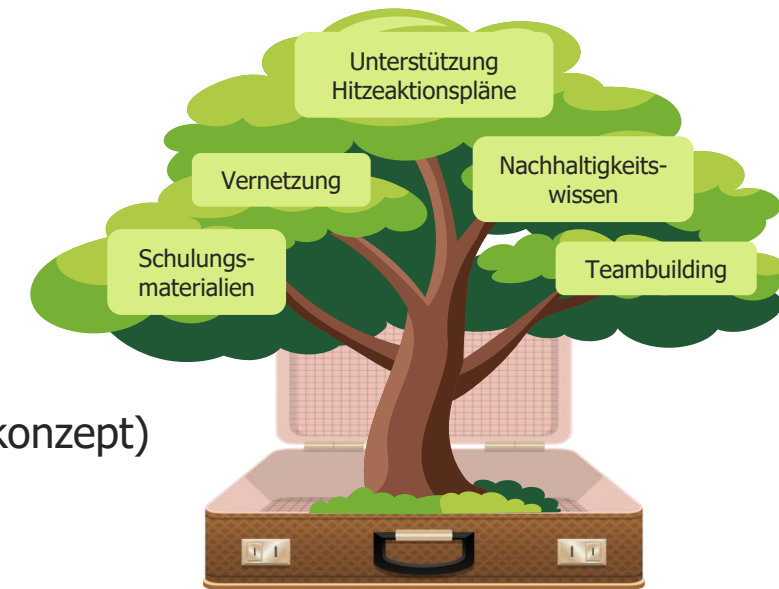 Unterstützung
Hitzeaktionspläne
Vernetzung
Nachhaltigkeits-
wissen
Schulungs-
materialien
Teambuilding
konzept)